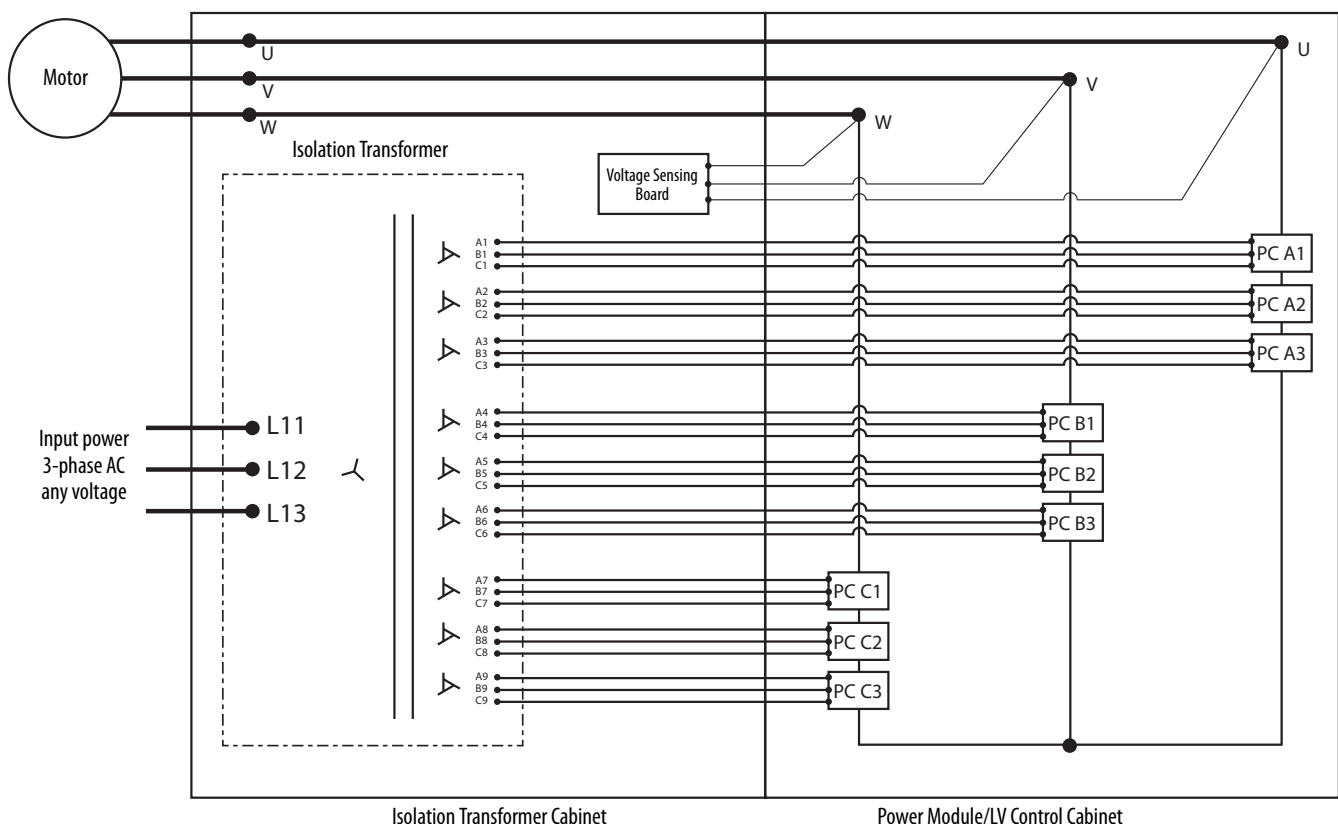 Motor
U
V
W
U
V
W
Isolation Transformer
Voltage Sensing
Board
A1
B1
C1
PC A1
A2
B2
C2
PC A2
A3
B3
C3
PC A3
A4
B4
C4
PC B1
A5
B5
C5
PC B2
A6
B6
C6
PC B3
A7
B7
C7
PC C1
A8
B8
C8
PC C2
A9
B9
C9
PC C3
Input power
3-phase AC
any voltage
L11
L12
L13
Isolation Transformer Cabinet
Power Module/LV Control Cabinet